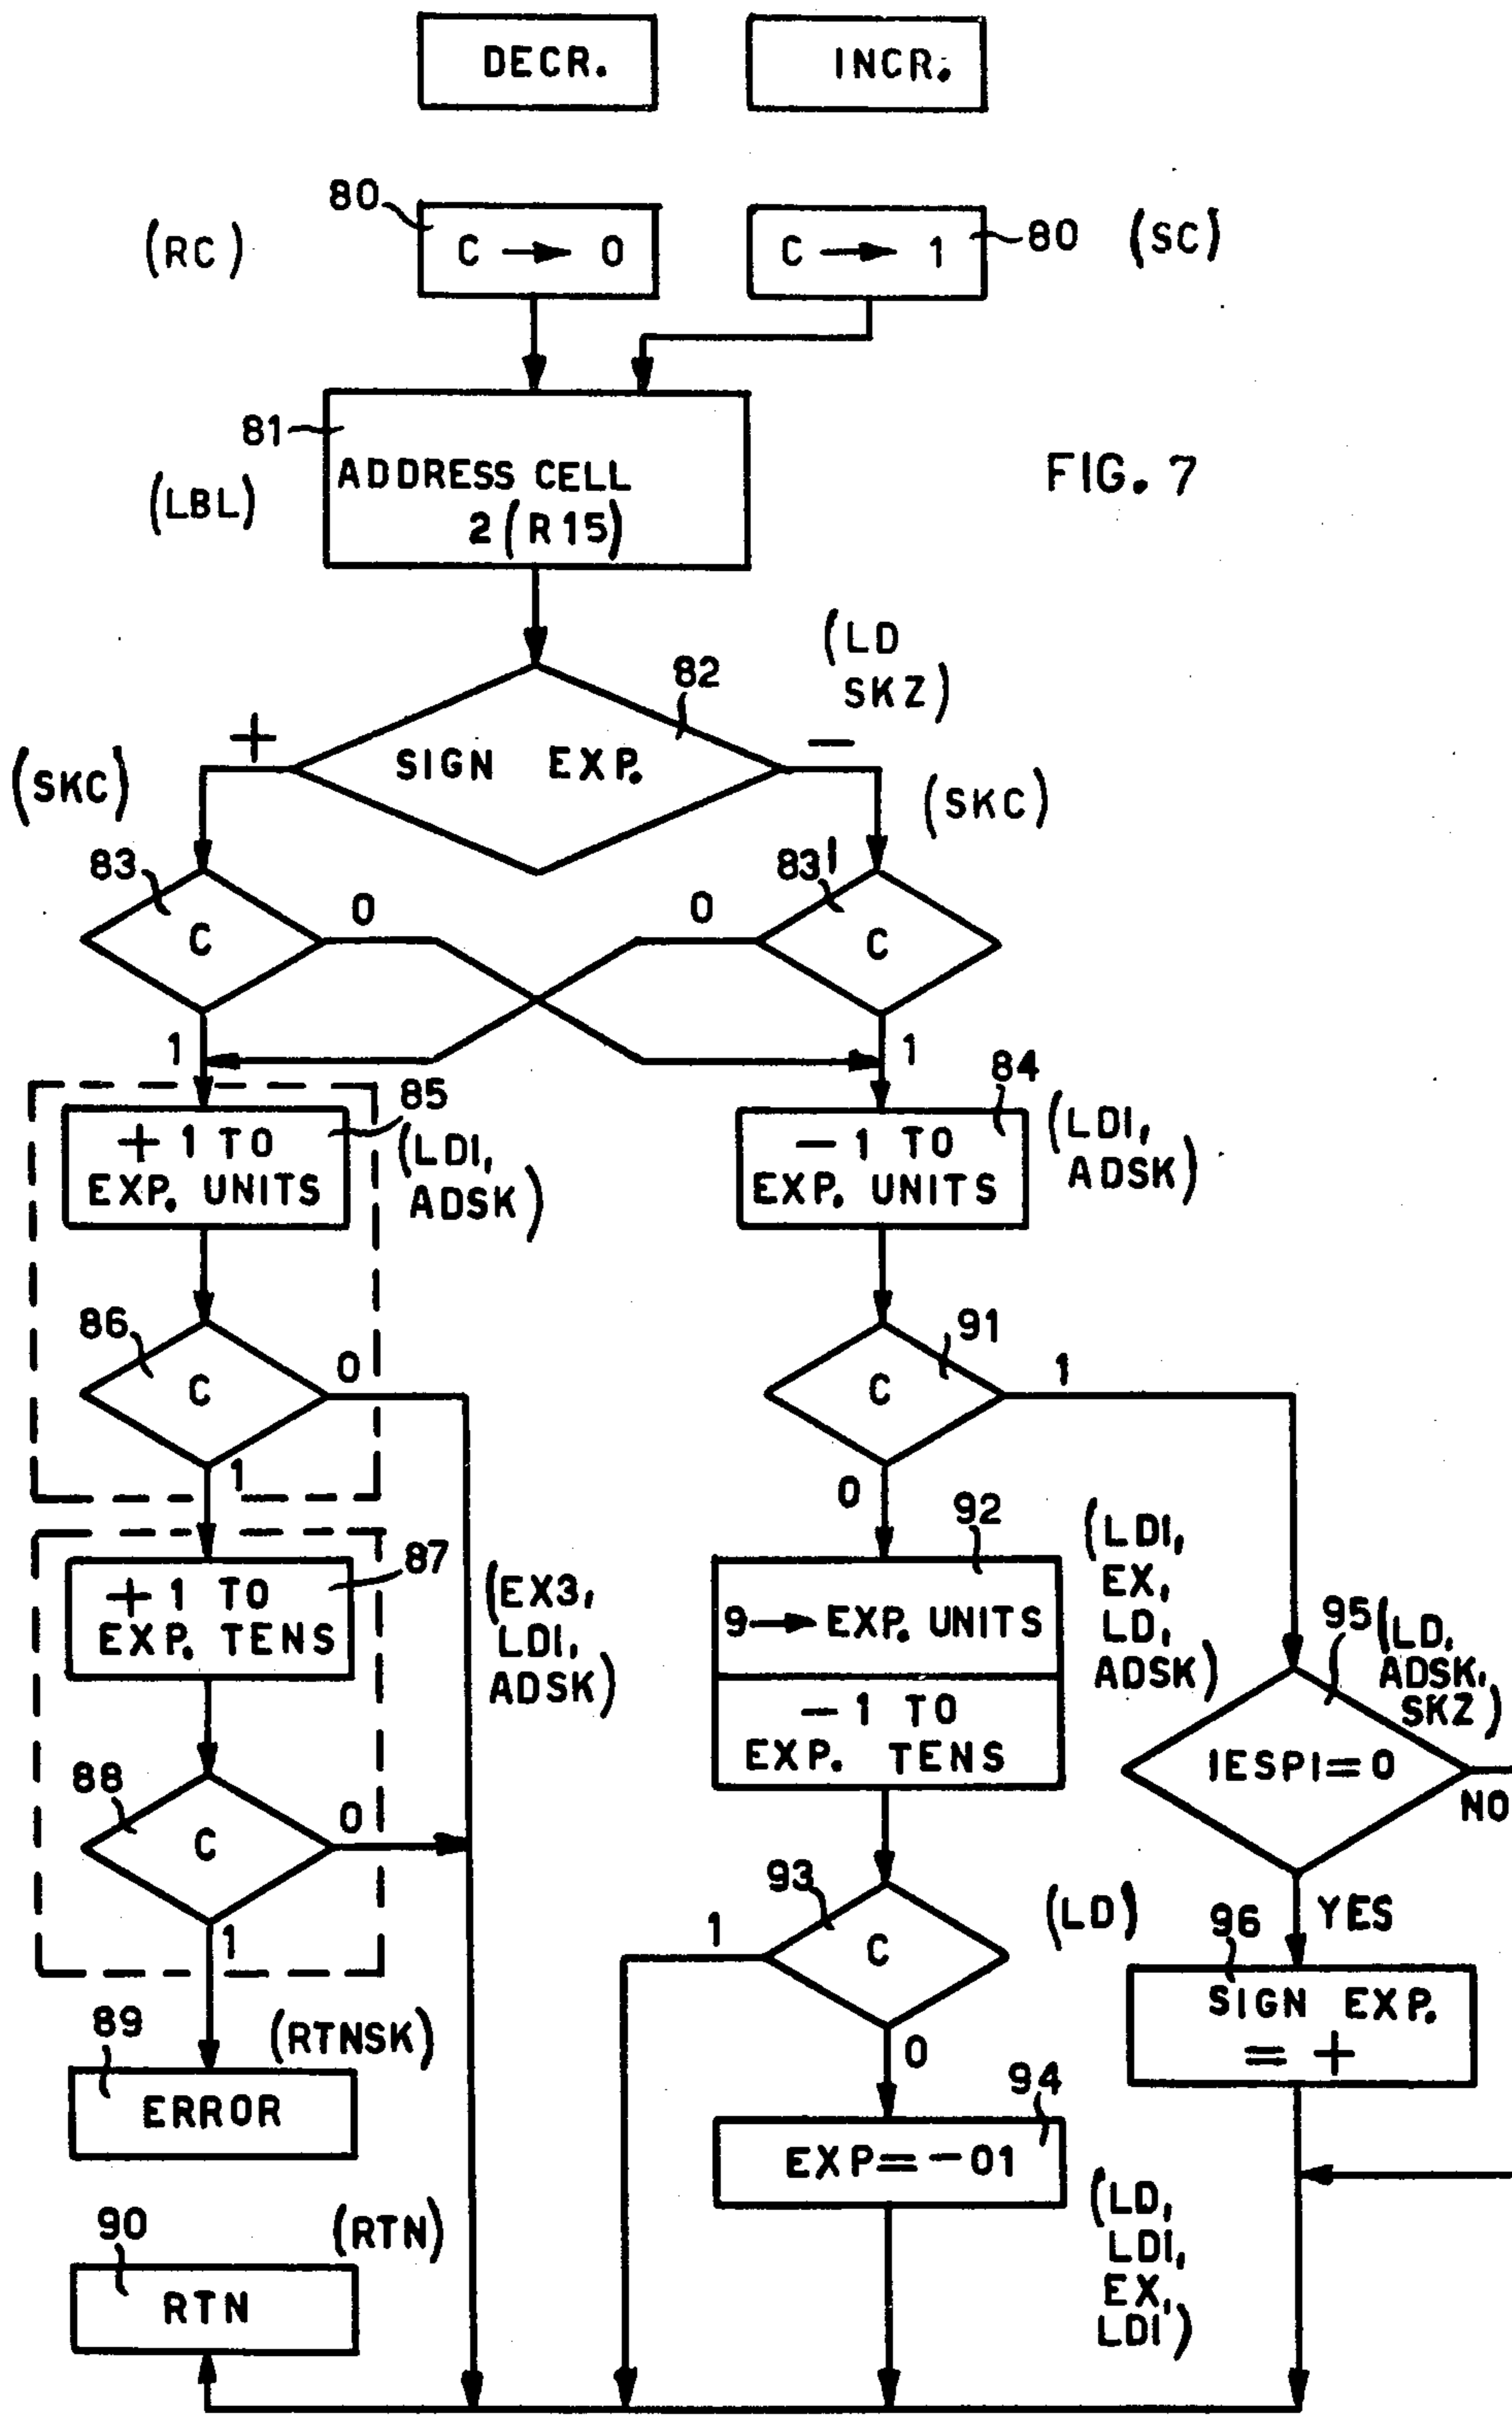 DECR.
INCR.
(RC)
80
C → 0
C → 1
80
(SC)
81
(LBL)
ADDRESS CELL
2 (R15)
FIG. 7
(LD
SKZ)
82
+
SIGN EXP.
−
(SKC)
(SKC)
83
C
0
0
83'
C
1
1
85
+ 1 TO
EXP. UNITS
(LDI,
ADSK)
84
− 1 TO
EXP. UNITS
(LDI,
ADSK)
86
C
0
1
91
C
1
0
87
+ 1 TO
EXP. TENS
(EX3,
LDI,
ADSK)
92
9 → EXP. UNITS
− 1 TO
EXP. TENS
(LDI,
EX,
LD,
ADSK)
95
(LD,
ADSK,
SKZ)
IESPI=0
NO
YES
88
C
0
1
93
C
1
0
(LD)
96
SIGN EXP.
= +
89
(RTNSK)
ERROR
94
EXP=−01
(LD,
LDI,
EX,
LDI')
90
(RTN)
RTN